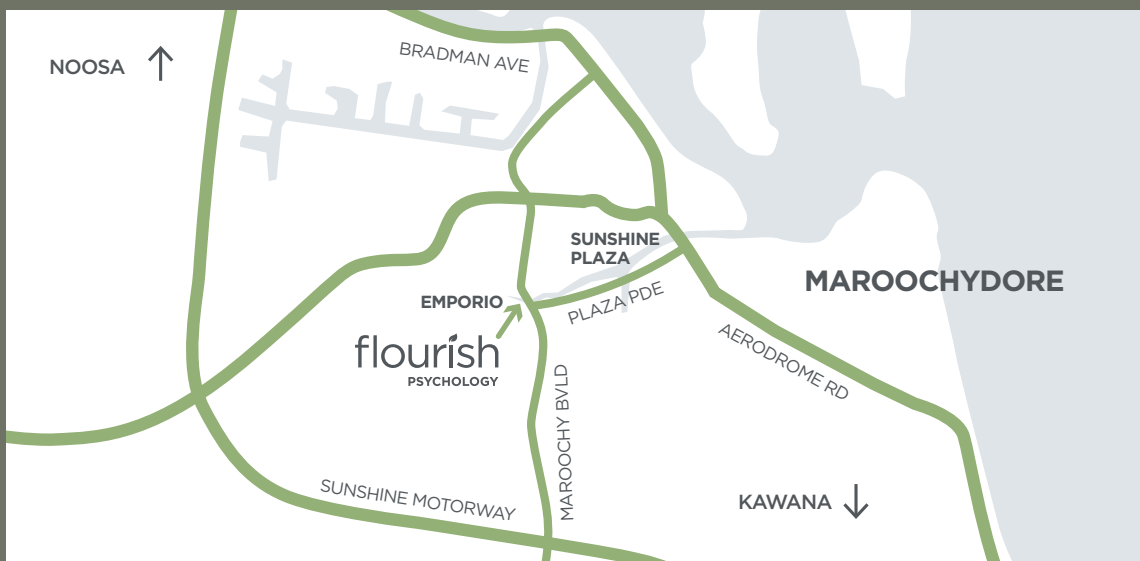 NOOSA
BRADMAN AVE
SUNSHINE
PLAZA
MAROOCHYDORE
EMPORIO
PLAZA PDE
flourish
PSYCHOLOGY
AERODROME RD
MAROOCHY BVLD
SUNSHINE MOTORWAY
KAWANA